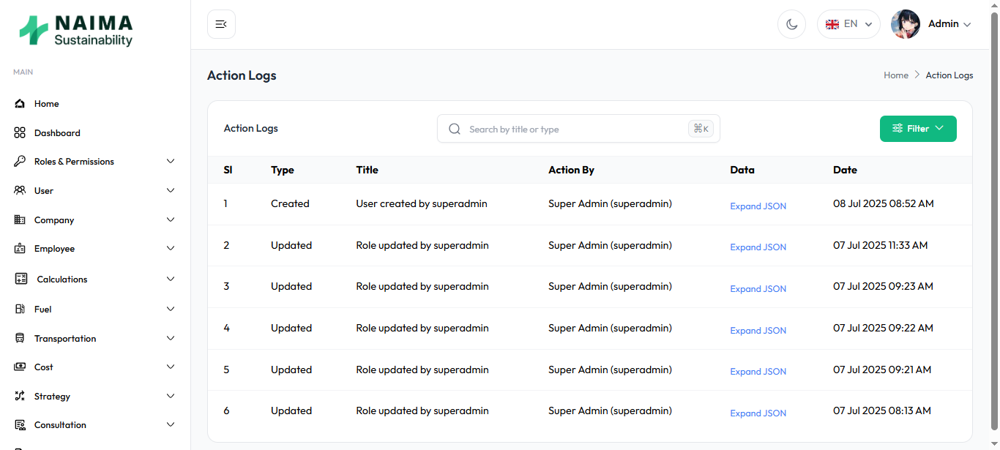 NAIMA
Sustainability
EN
Admin
MAIN
Home
Dashboard
Roles & Permissions
User
Company
Employee
Calculations
Fuel
Transportation
Cost
Strategy
Consultation
Action Logs
Home > Action Logs
Action Logs
Search by title or type
⌘K
Filter
Sl Type Title Action By Data Date
1 Created User created by superadmin Super Admin (superadmin) Expand JSON 08 Jul 2025 08:52 AM
2 Updated Role updated by superadmin Super Admin (superadmin) Expand JSON 07 Jul 2025 11:33 AM
3 Updated Role updated by superadmin Super Admin (superadmin) Expand JSON 07 Jul 2025 09:23 AM
4 Updated Role updated by superadmin Super Admin (superadmin) Expand JSON 07 Jul 2025 09:22 AM
5 Updated Role updated by superadmin Super Admin (superadmin) Expand JSON 07 Jul 2025 09:21 AM
6 Updated Role updated by superadmin Super Admin (superadmin) Expand JSON 07 Jul 2025 08:13 AM